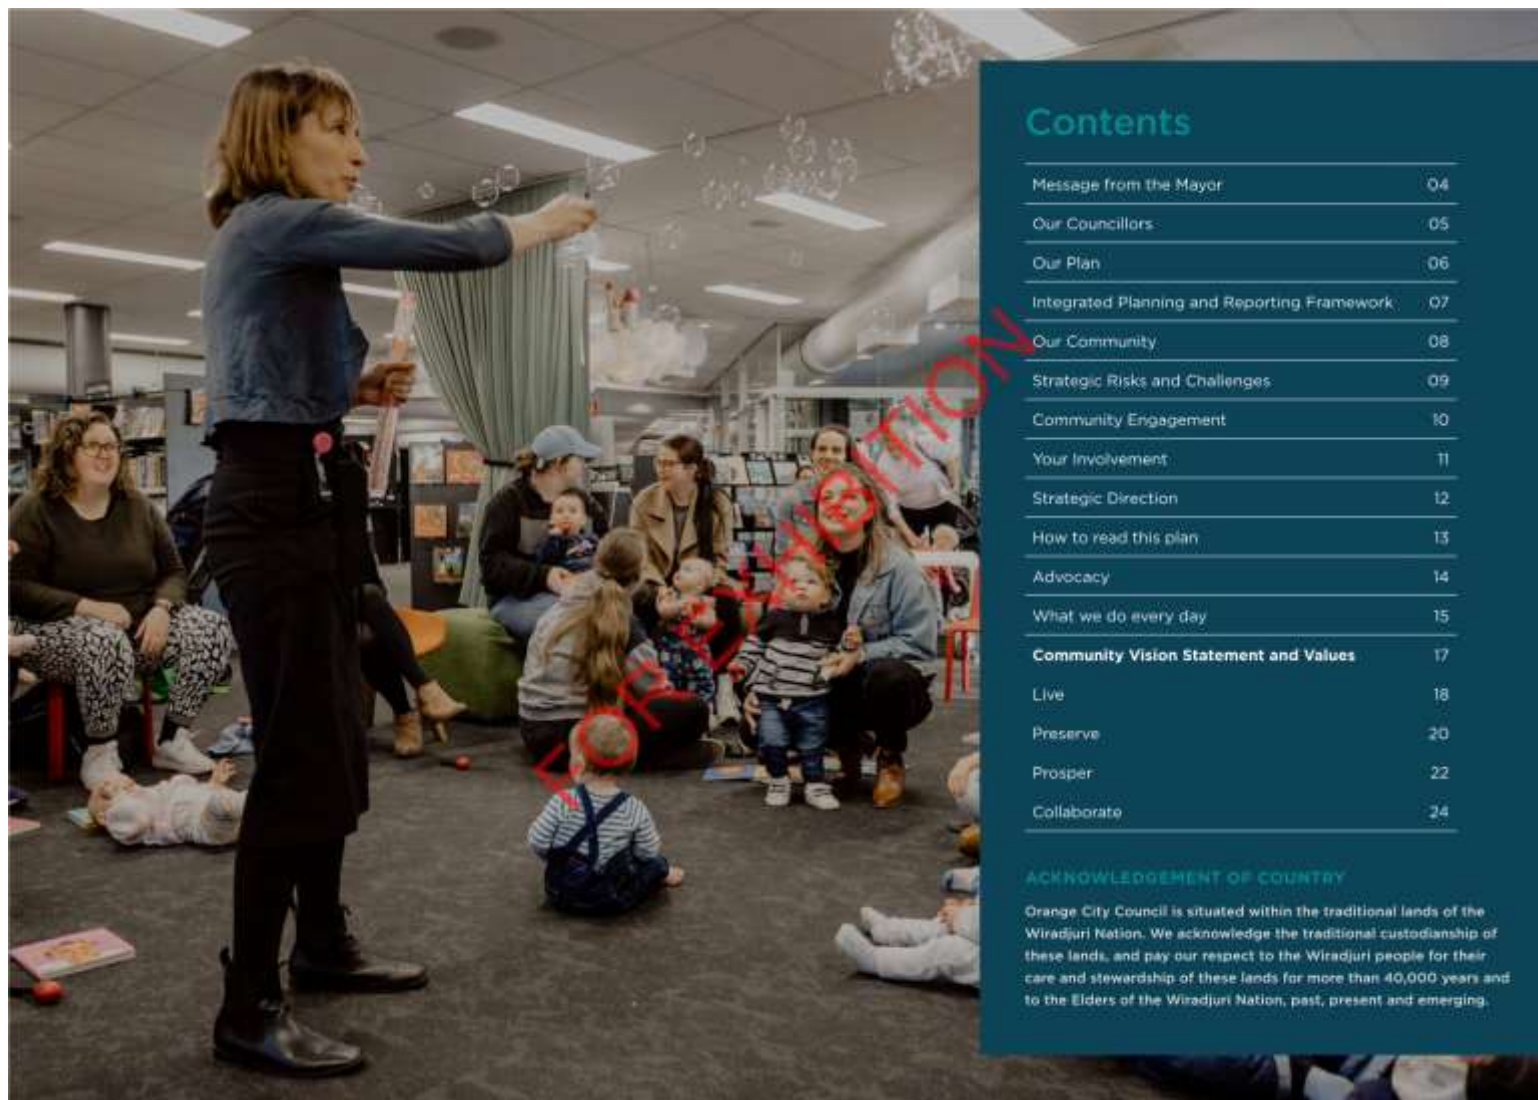 Contents
Message from the Mayor 04
Our Councillors 05
Our Plan 06
Integrated Planning and Reporting Framework 07
Our Community 08
Strategic Risks and Challenges 09
Community Engagement 10
Your Involvement 11
Strategic Direction 12
How to read this plan 13
Advocacy 14
What we do every day 15
Community Vision Statement and Values 17
Live 18
Preserve 20
Prosper 22
Collaborate 24
ACKNOWLEDGEMENT OF COUNTRY
Orange City Council is situated within the traditional lands of the
Wiradjuri Nation. We acknowledge the traditional custodianship of
these lands, and pay our respect to the Wiradjuri people for their
care and stewardship of these lands for more than 40,000 years and
to the Elders of the Wiradjuri Nation, past, present and emerging.
FOR EXHIBITION